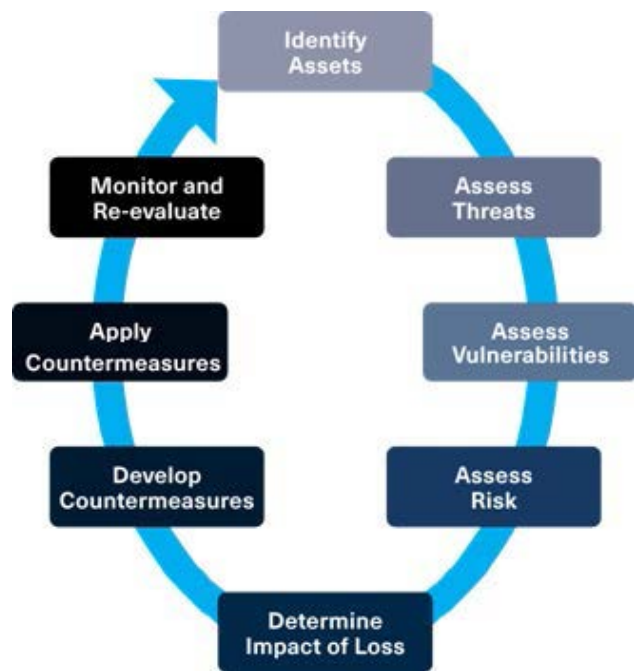 Identify
Assets
Assess
Threats
Assess
Vulnerabilities
Assess
Risk
Determine
Impact of Loss
Develop
Countermeasures
Apply
Countermeasures
Monitor and
Re-evaluate